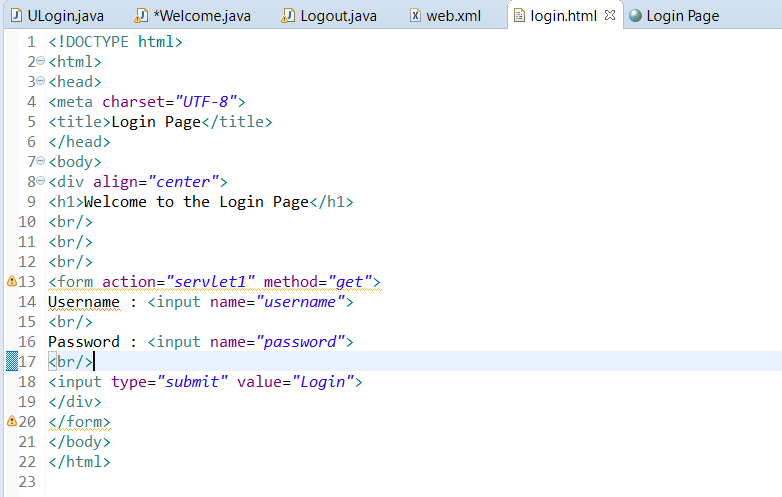 ULogin.java *Welcome.java Logout.java web.xml login.html Login Page
1 <!DOCTYPE html>
2 <html>
3 <head>
4 <meta charset="UTF-8">
5 <title>Login Page</title>
6 </head>
7 <body>
8 <div align="center">
9 <h1>Welcome to the Login Page</h1>
10 <br/>
11 <br/>
12 <br/>
13 <form action="servlet1" method="get">
14 Username : <input name="username">
15 <br/>
16 Password : <input name="password">
17 <br/>
18 <input type="submit" value="Login">
19 </div>
20 </form>
21 </body>
22 </html>
23